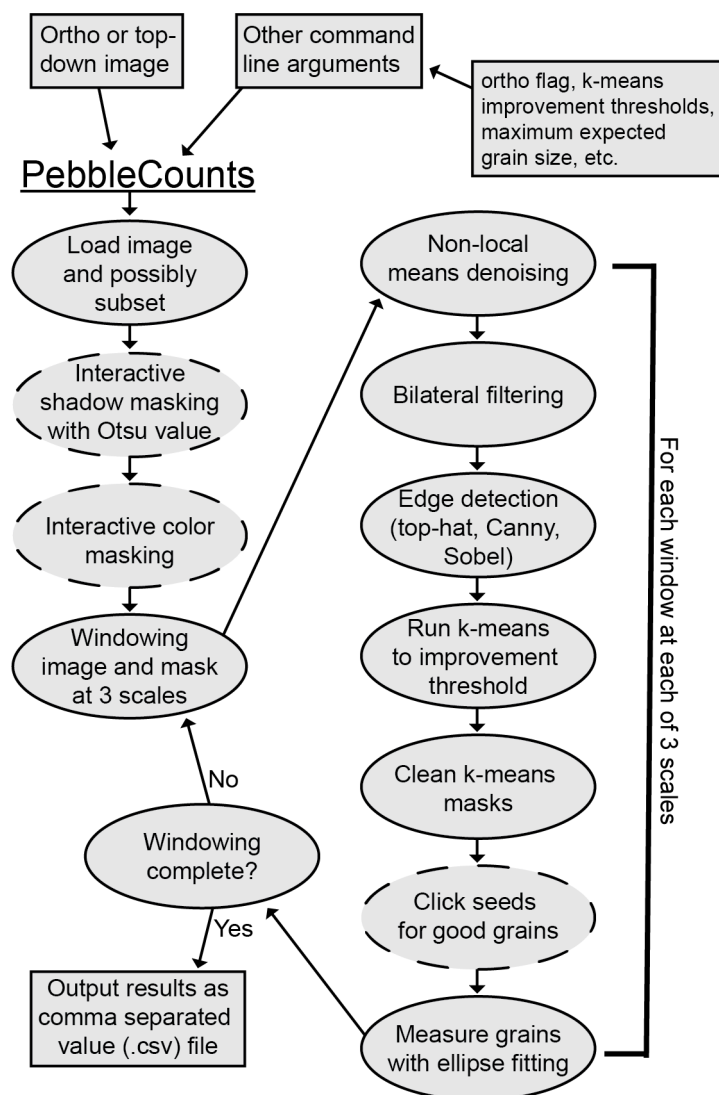 Ortho or top-
down image
Other command
line arguments
ortho flag, k-means
improvement thresholds,
maximum expected
grain size, etc.
PebbleCounts
Load image
and possibly
subset
Interactive
shadow masking
with Otsu value
Interactive color
masking
Windowing
image and mask
at 3 scales
No
Windowing
complete?
Yes
Output results as
comma separated
value (.csv) file
Non-local
means denoising
Bilateral filtering
Edge detection
(top-hat, Canny,
Sobel)
Run k-means
to improvement
threshold
Clean k-means
masks
Click seeds
for good grains
Measure grains
with ellipse fitting
For each window at each of 3 scales